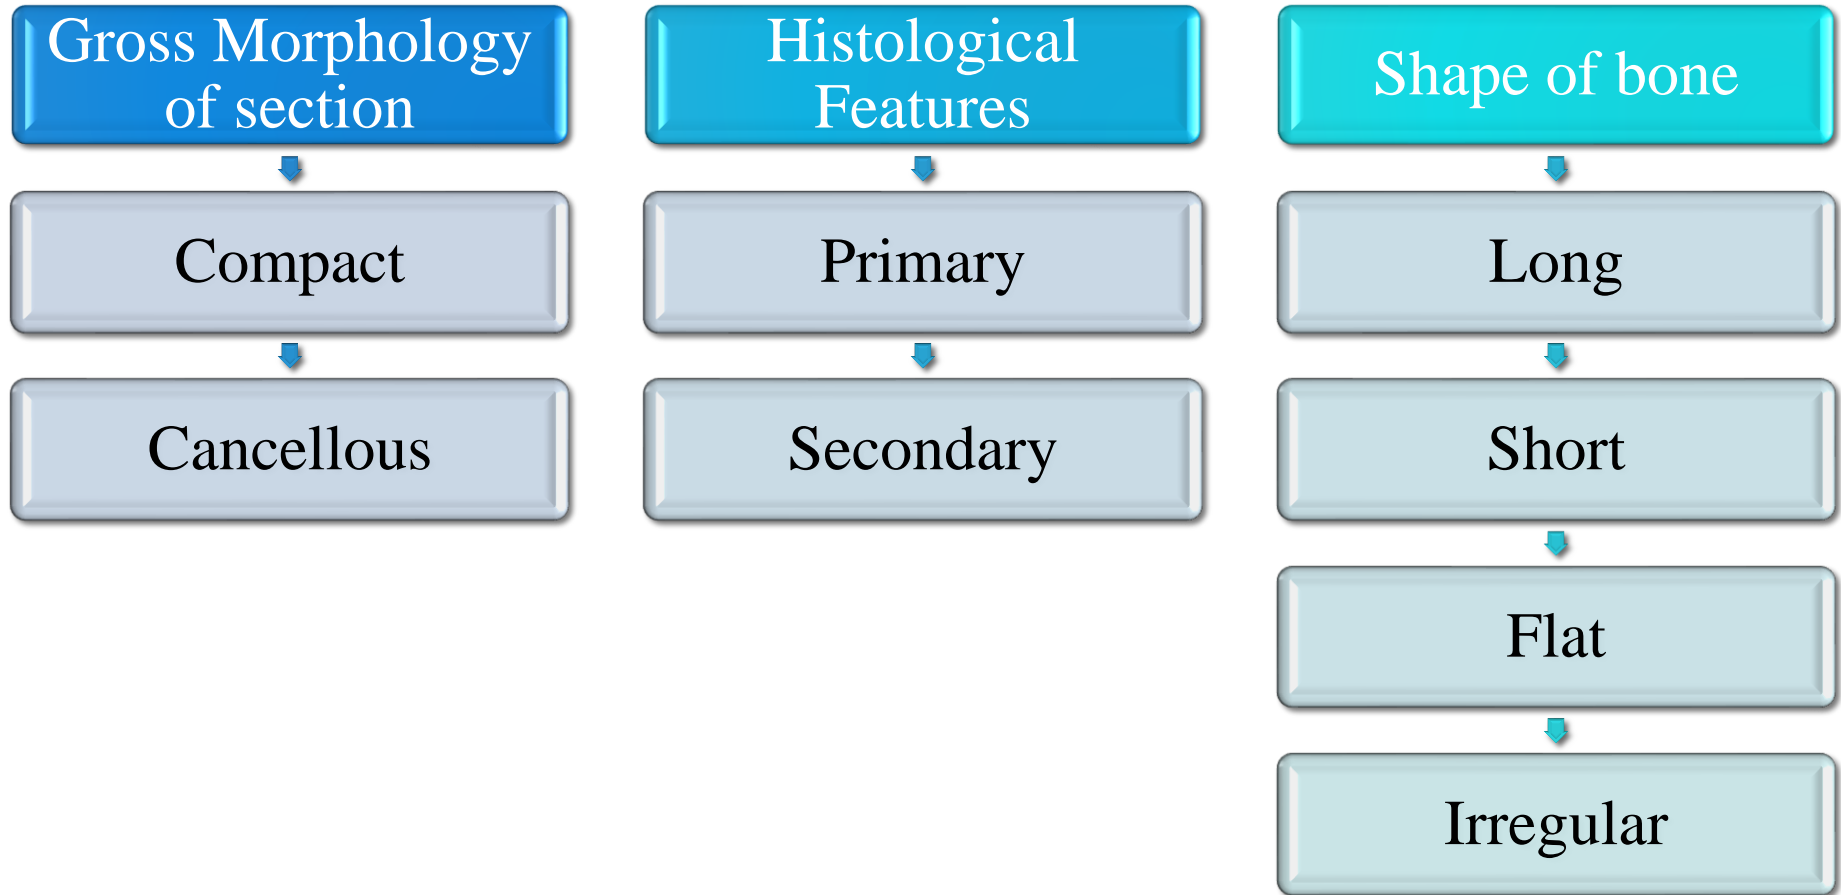 Gross Morphology
of section
Compact
Cancellous
Histological
Features
Primary
Secondary
Shape of bone
Long
Short
Flat
Irregular